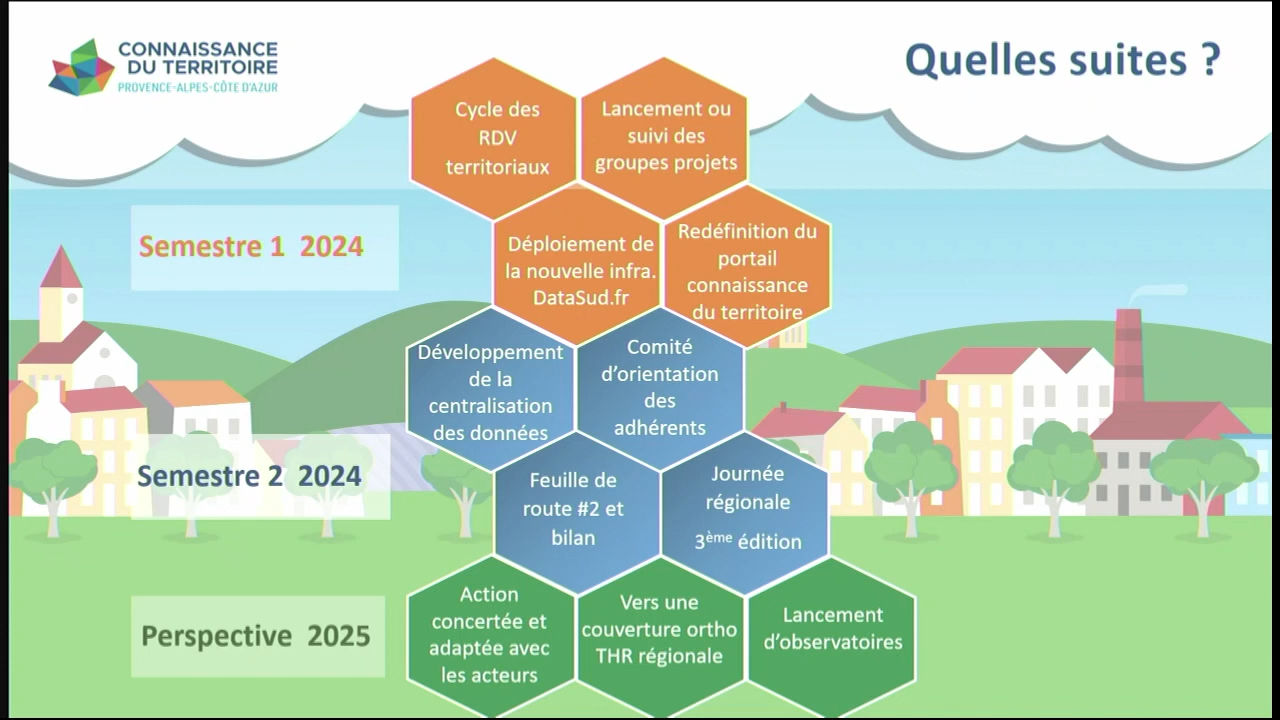 CONNAISSANCE
DU TERRITOIRE
PROVENCE-ALPES-CÔTE D'AZUR
Quelles suites ?
Cycle des
RDV
territoriaux
Lancement ou
suivi des
groupes projets
Semestre 1 2024
Déploiement de
la nouvelle infra.
DataSud.fr
Redéfinition du
portail
connaissance
du territoire
Développement
de la
centralisation
des données
Comité
d’orientation
des
adhérents
Semestre 2 2024
Feuille de
route #2 et
bilan
Journée
régionale
3ème édition
Perspective 2025
Action
concertée et
adaptée avec
les acteurs
Vers une
couverture ortho
THR régionale
Lancement
d’observatoires